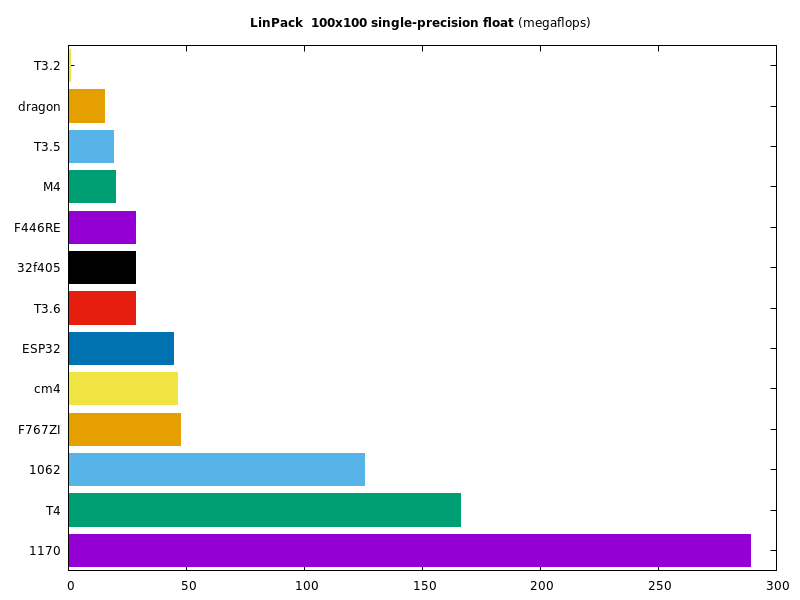 LinPack  100x100 single-precision float (megaflops)
T3.2
dragon
T3.5
M4
F446RE
32f405
T3.6
ESP32
cm4
F767ZI
1062
T4
1170
0 50 100 150 200 250 300